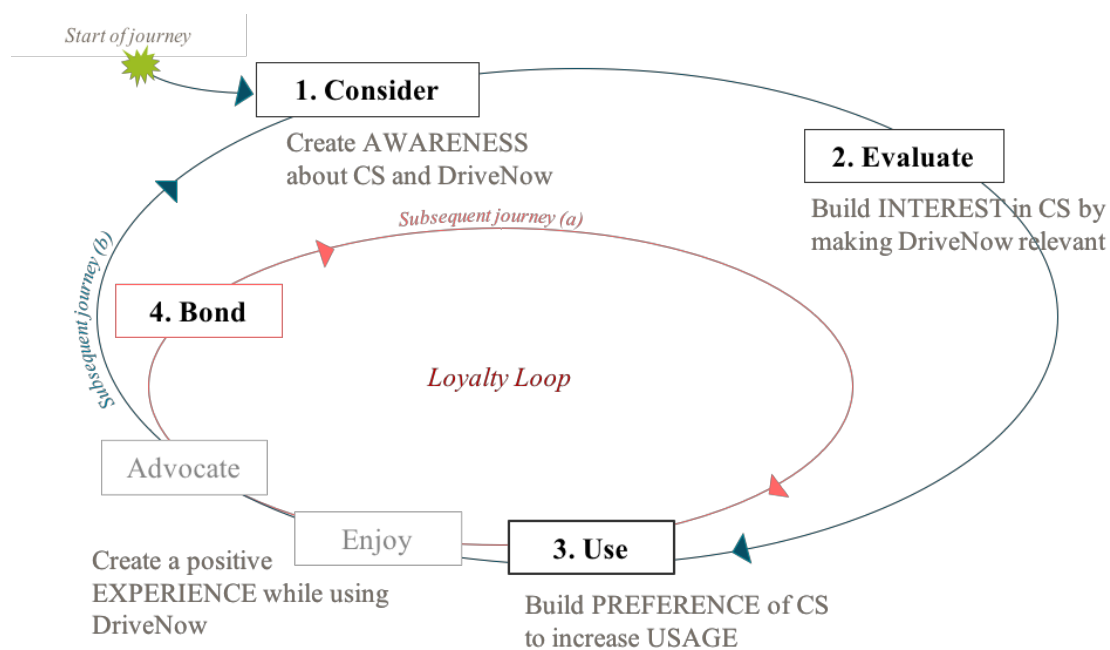 Start of journey
1. Consider
Create AWARENESS
about CS and DriveNow
2. Evaluate
Build INTEREST in CS by
making DriveNow relevant
Subsequent journey (a)
Subsequent journey (b)
4. Bond
Loyalty Loop
Advocate
Enjoy
3. Use
Create a positive
EXPERIENCE while using
DriveNow
Build PREFERENCE of CS
to increase USAGE